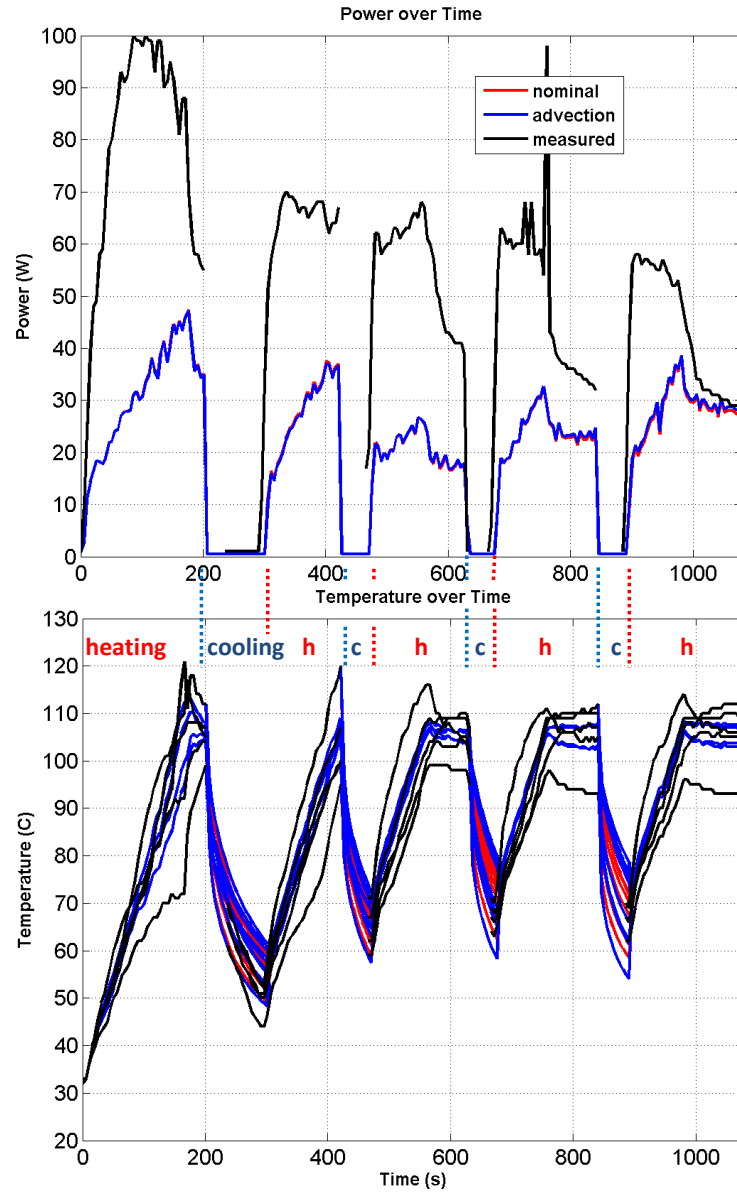 Power over Time
100
90
80
70
60
50
40
30
20
10
0
Power (W)
nominal
advection
measured
0 200 400 600 800 1000
Temperature over Time
130
120
110
100
90
80
70
60
50
40
30
20
Temperature (C)
heating cooling h c h c h c h
0 200 400 600 800 1000
Time (s)